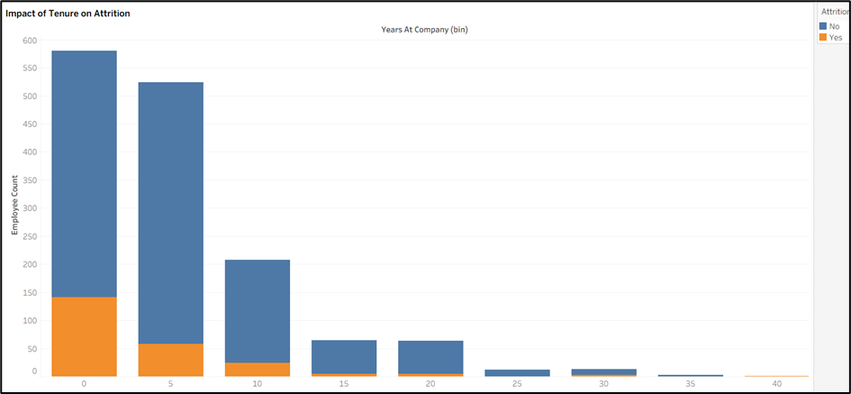 Impact of Tenure on Attrition
Years At Company (bin)
Attrition
No
Yes
600
550
500
450
400
350
300
250
200
150
100
50
0
Employee Count
0 5 10 15 20 25 30 35 40